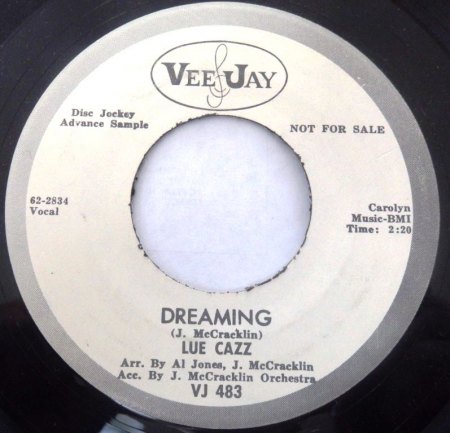 VEE JAY
Disc Jockey
Advance Sample
NOT FOR SALE
62-2834
Vocal
Carolyn
Music-BMI
Time: 2:20
DREAMING
(J. McCracklin)
LUE CAZZ
Arr. By Al Jones, J. McCracklin
Acc. By J. McCracklin Orchestra
VJ 483